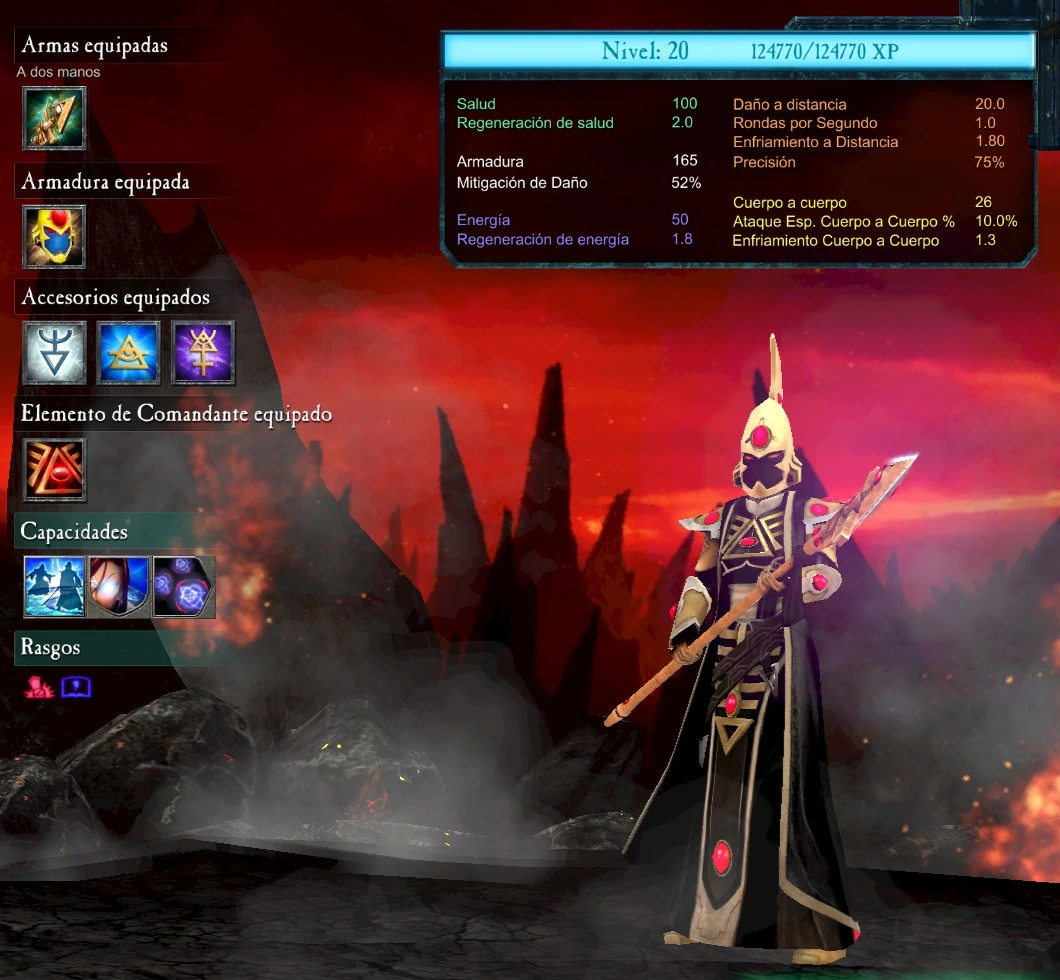 Armas equipadas
A dos manos
Armadura equipada
Accesorios equipados
Elemento de Comandante equipado
Capacidades
Rasgos
Nivel: 20 124770/124770 XP
Salud 100
Regeneración de salud 2.0
Armadura 165
Mitigación de Daño 52%
Energía 50
Regeneración de energía 1.8
Daño a distancia 20.0
Rondas por Segundo 1.0
Enfriamiento a Distancia 1.80
Precisión 75%
Cuerpo a cuerpo 26
Ataque Esp. Cuerpo a Cuerpo % 10.0%
Enfriamiento Cuerpo a Cuerpo 1.3